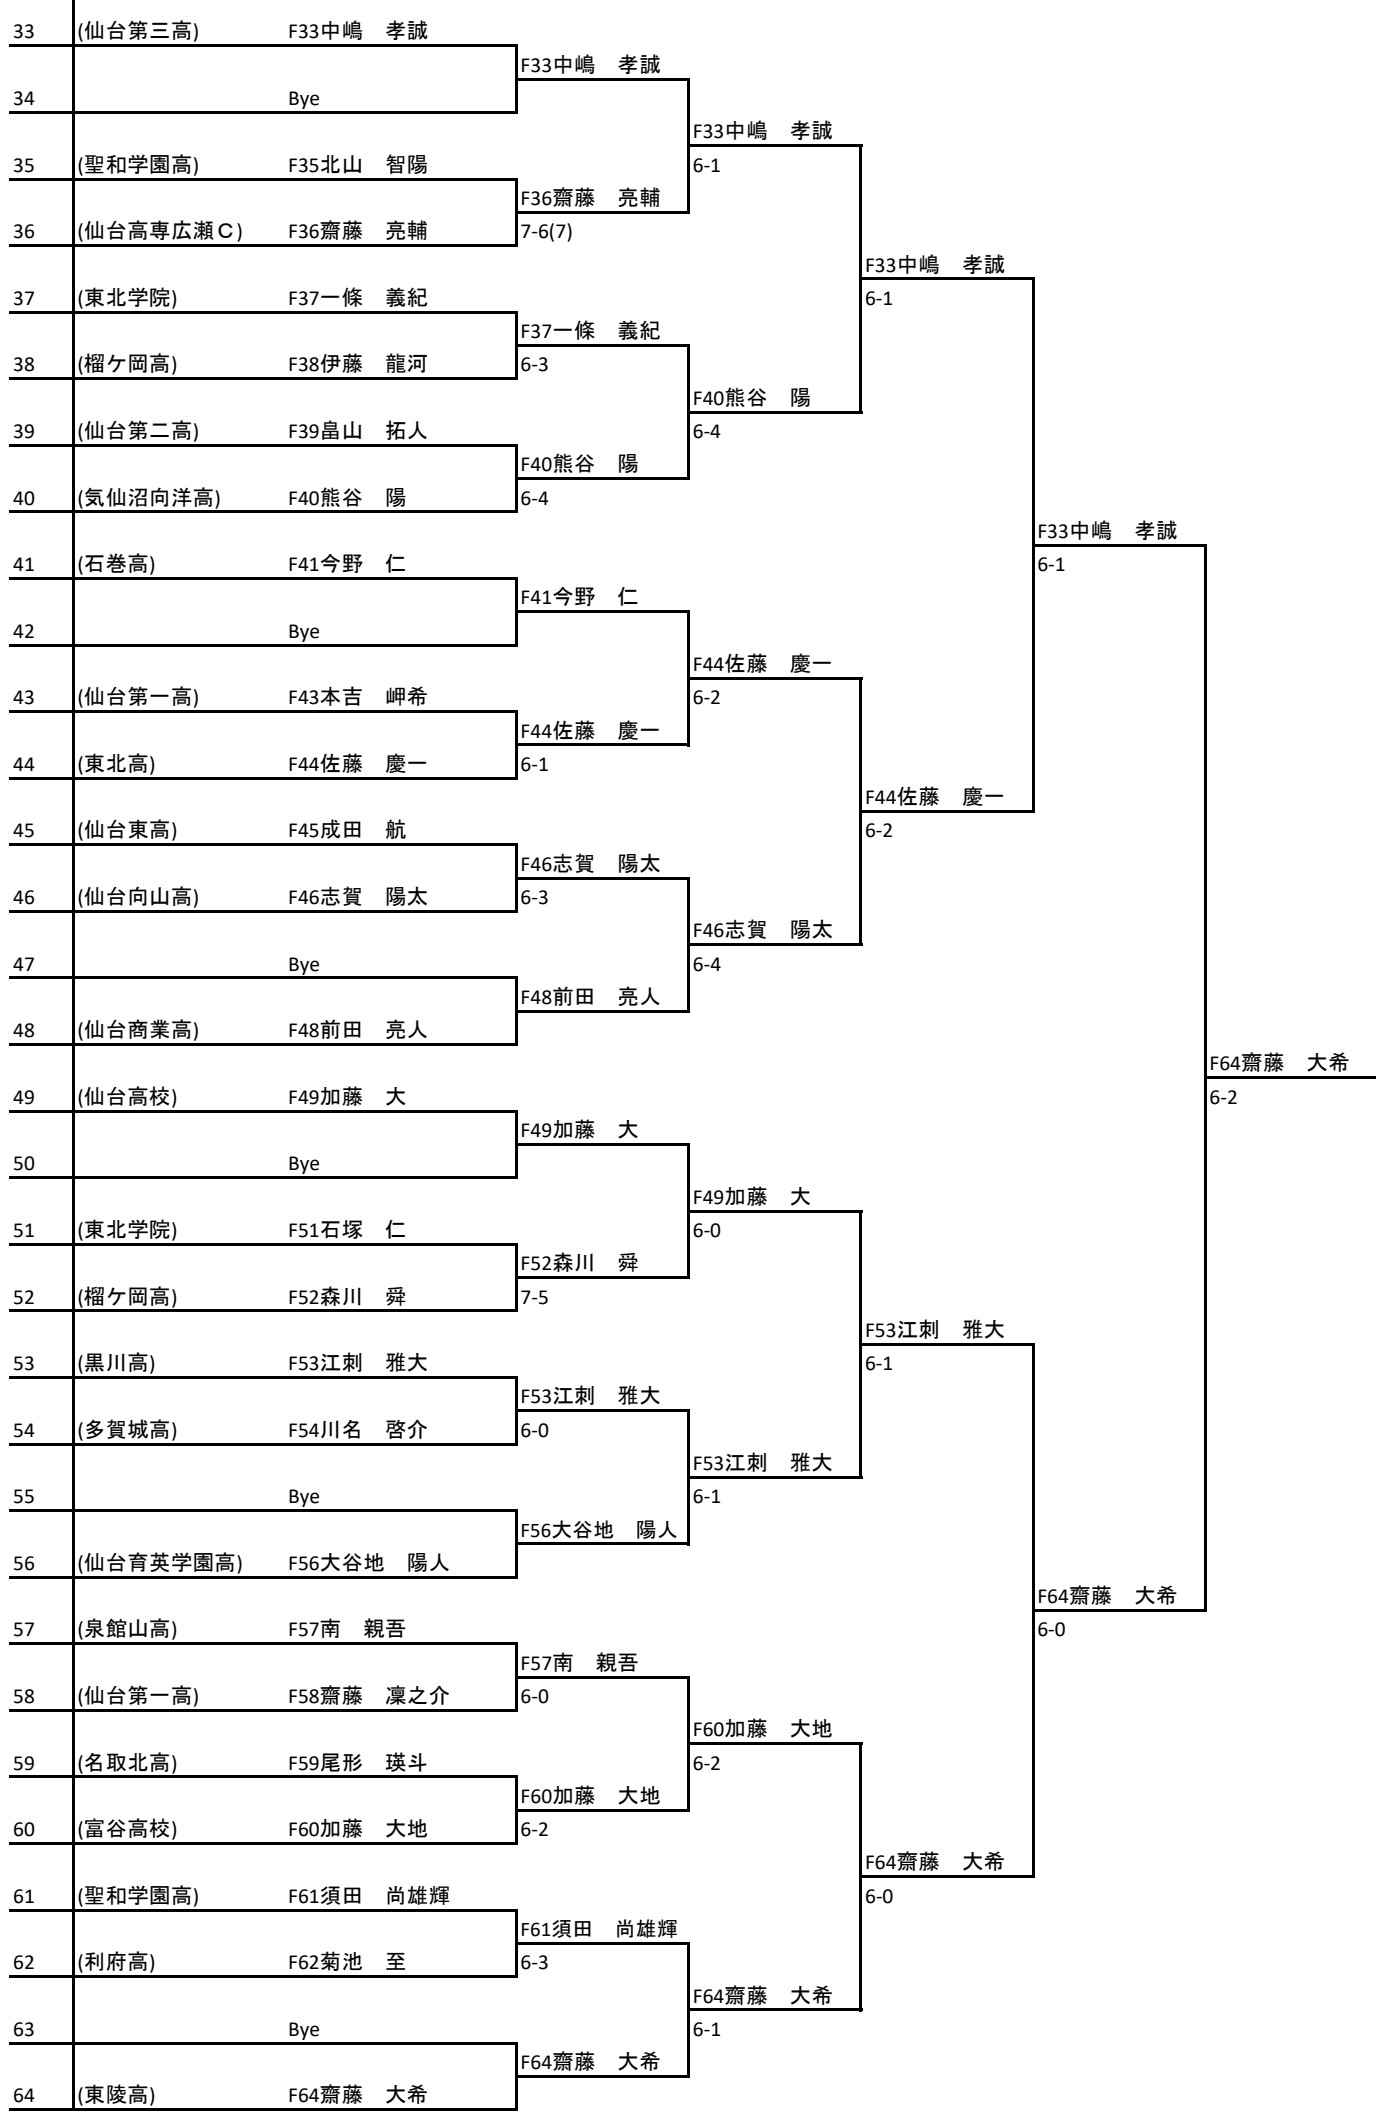 33 (仙台第三高) F33中嶋　孝誠
F33中嶋　孝誠
34 Bye
F33中嶋　孝誠
35 (聖和学園高) F35北山　智陽 6-1
F36齋藤　亮輔
36 (仙台高専広瀬Ｃ) F36齋藤　亮輔 7-6(7)
F33中嶋　孝誠
37 (東北学院) F37一條　義紀 6-1
F37一條　義紀
38 (榴ケ岡高) F38伊藤　龍河 6-3
F40熊谷　陽
39 (仙台第二高) F39畠山　拓人 6-4
F40熊谷　陽
40 (気仙沼向洋高) F40熊谷　陽 6-4
F33中嶋　孝誠
41 (石巻高) F41今野　仁 6-1
F41今野　仁
42 Bye
F44佐藤　慶一
43 (仙台第一高) F43本吉　岬希 6-2
F44佐藤　慶一
44 (東北高) F44佐藤　慶一 6-1
F44佐藤　慶一
45 (仙台東高) F45成田　航 6-2
F46志賀　陽太
46 (仙台向山高) F46志賀　陽太 6-3
F46志賀　陽太
47 Bye 6-4
F48前田　亮人
48 (仙台商業高) F48前田　亮人
F64齋藤　大希
49 (仙台高校) F49加藤　大 6-2
F49加藤　大
50 Bye
F49加藤　大
51 (東北学院) F51石塚　仁 6-0
F52森川　舜
52 (榴ケ岡高) F52森川　舜 7-5
F53江刺　雅大
53 (黒川高) F53江刺　雅大 6-1
F53江刺　雅大
54 (多賀城高) F54川名　啓介 6-0
F53江刺　雅大
55 Bye 6-1
F56大谷地　陽人
56 (仙台育英学園高) F56大谷地　陽人
F64齋藤　大希
57 (泉館山高) F57南　親吾 6-0
F57南　親吾
58 (仙台第一高) F58齋藤　凜之介 6-0
F60加藤　大地
59 (名取北高) F59尾形　瑛斗 6-2
F60加藤　大地
60 (富谷高校) F60加藤　大地 6-2
F64齋藤　大希
61 (聖和学園高) F61須田　尚雄輝 6-0
F61須田　尚雄輝
62 (利府高) F62菊池　至 6-3
F64齋藤　大希
63 Bye 6-1
F64齋藤　大希
64 (東陵高) F64齋藤　大希